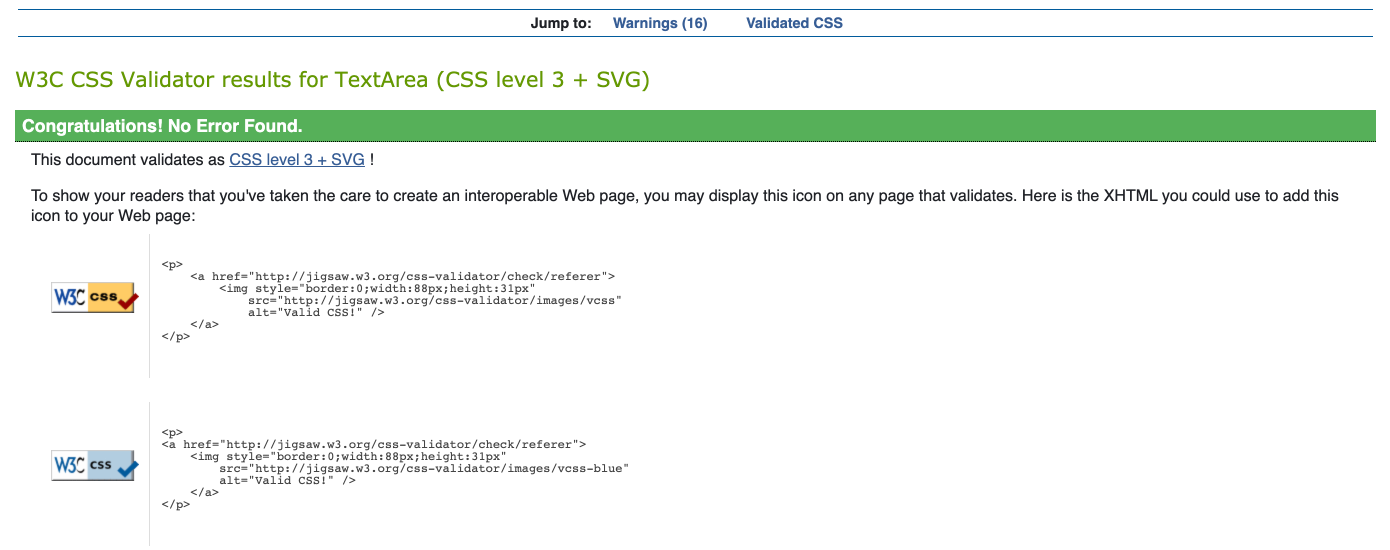 Jump to: Warnings (16) Validated CSS
W3C CSS Validator results for TextArea (CSS level 3 + SVG)
Congratulations! No Error Found.
This document validates as CSS level 3 + SVG !
To show your readers that you've taken the care to create an interoperable Web page, you may display this icon on any page that validates. Here is the XHTML you could use to add this
icon to your Web page:
W3C css
<p>
    <a href="http://jigsaw.w3.org/css-validator/check/referer">
        <img style="border:0;width:88px;height:31px"
            src="http://jigsaw.w3.org/css-validator/images/vcss"
            alt="Valid CSS!" />
    </a>
</p>
W3C css
<p>
<a href="http://jigsaw.w3.org/css-validator/check/referer">
    <img style="border:0;width:88px;height:31px"
        src="http://jigsaw.w3.org/css-validator/images/vcss-blue"
        alt="Valid CSS!" />
    </a>
</p>